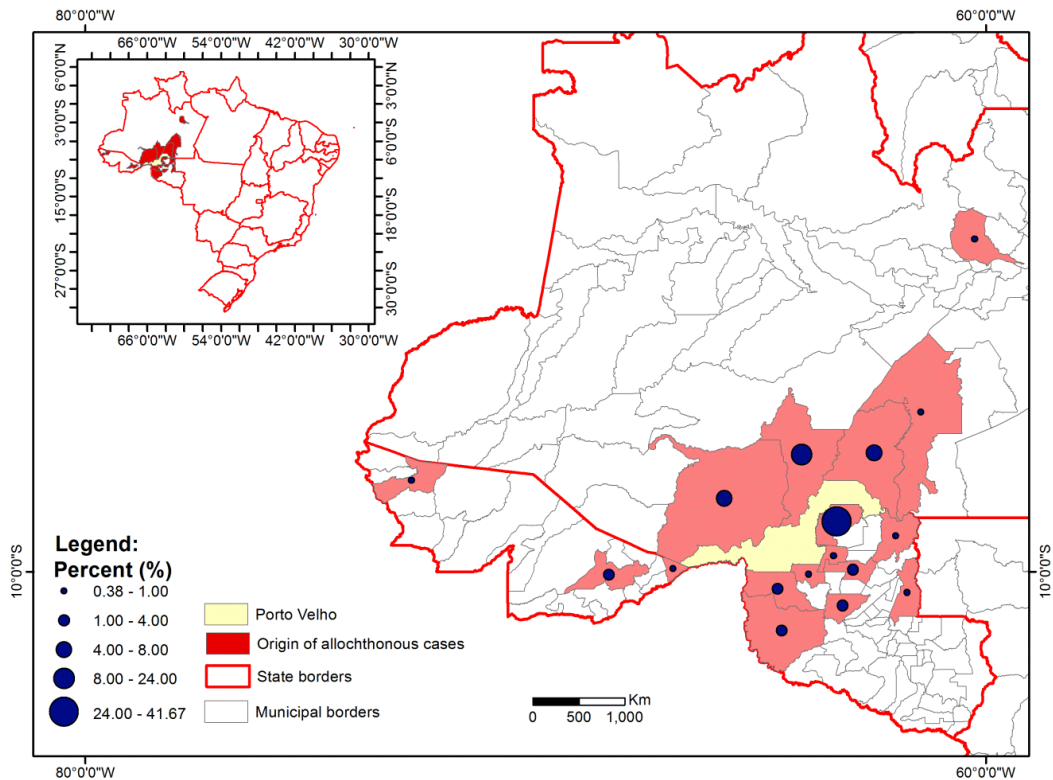 80°0'0"W 60°0'0"W
66°0'0"W 54°0'0"W 42°0'0"W 30°0'0"W
6°0'0"N
3°0'0"S
15°0'0"S
27°0'0"S
3°0'0"N
0°0'0"
3°0'0"S
6°0'0"S
18°0'0"S
30°0'0"S
66°0'0"W 54°0'0"W 42°0'0"W 30°0'0"W
10°0'0"S
10°0'0"S
Legend:
Percent (%)
0.38 - 1.00
1.00 - 4.00
4.00 - 8.00
8.00 - 24.00
24.00 - 41.67
Porto Velho
Origin of allochthonous cases
State borders
Municipal borders
Km
0 500 1,000
80°0'0"W 60°0'0"W